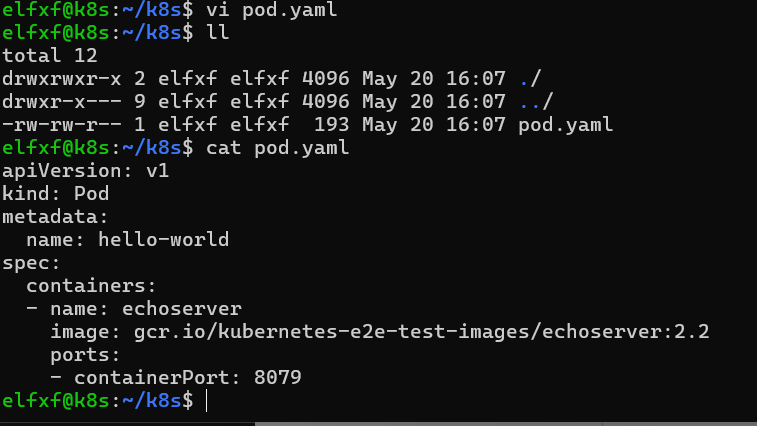 elfxf@k8s:~/k8s$ vi pod.yaml
elfxf@k8s:~/k8s$ ll
total 12
drwxrwxr-x 2 elfxf elfxf 4096 May 20 16:07 ./
drwxr-x--- 9 elfxf elfxf 4096 May 20 16:07 ../
-rw-rw-r-- 1 elfxf elfxf  193 May 20 16:07 pod.yaml
elfxf@k8s:~/k8s$ cat pod.yaml
apiVersion: v1
kind: Pod
metadata:
  name: hello-world
spec:
  containers:
  - name: echoserver
    image: gcr.io/kubernetes-e2e-test-images/echoserver:2.2
    ports:
    - containerPort: 8079
elfxf@k8s:~/k8s$